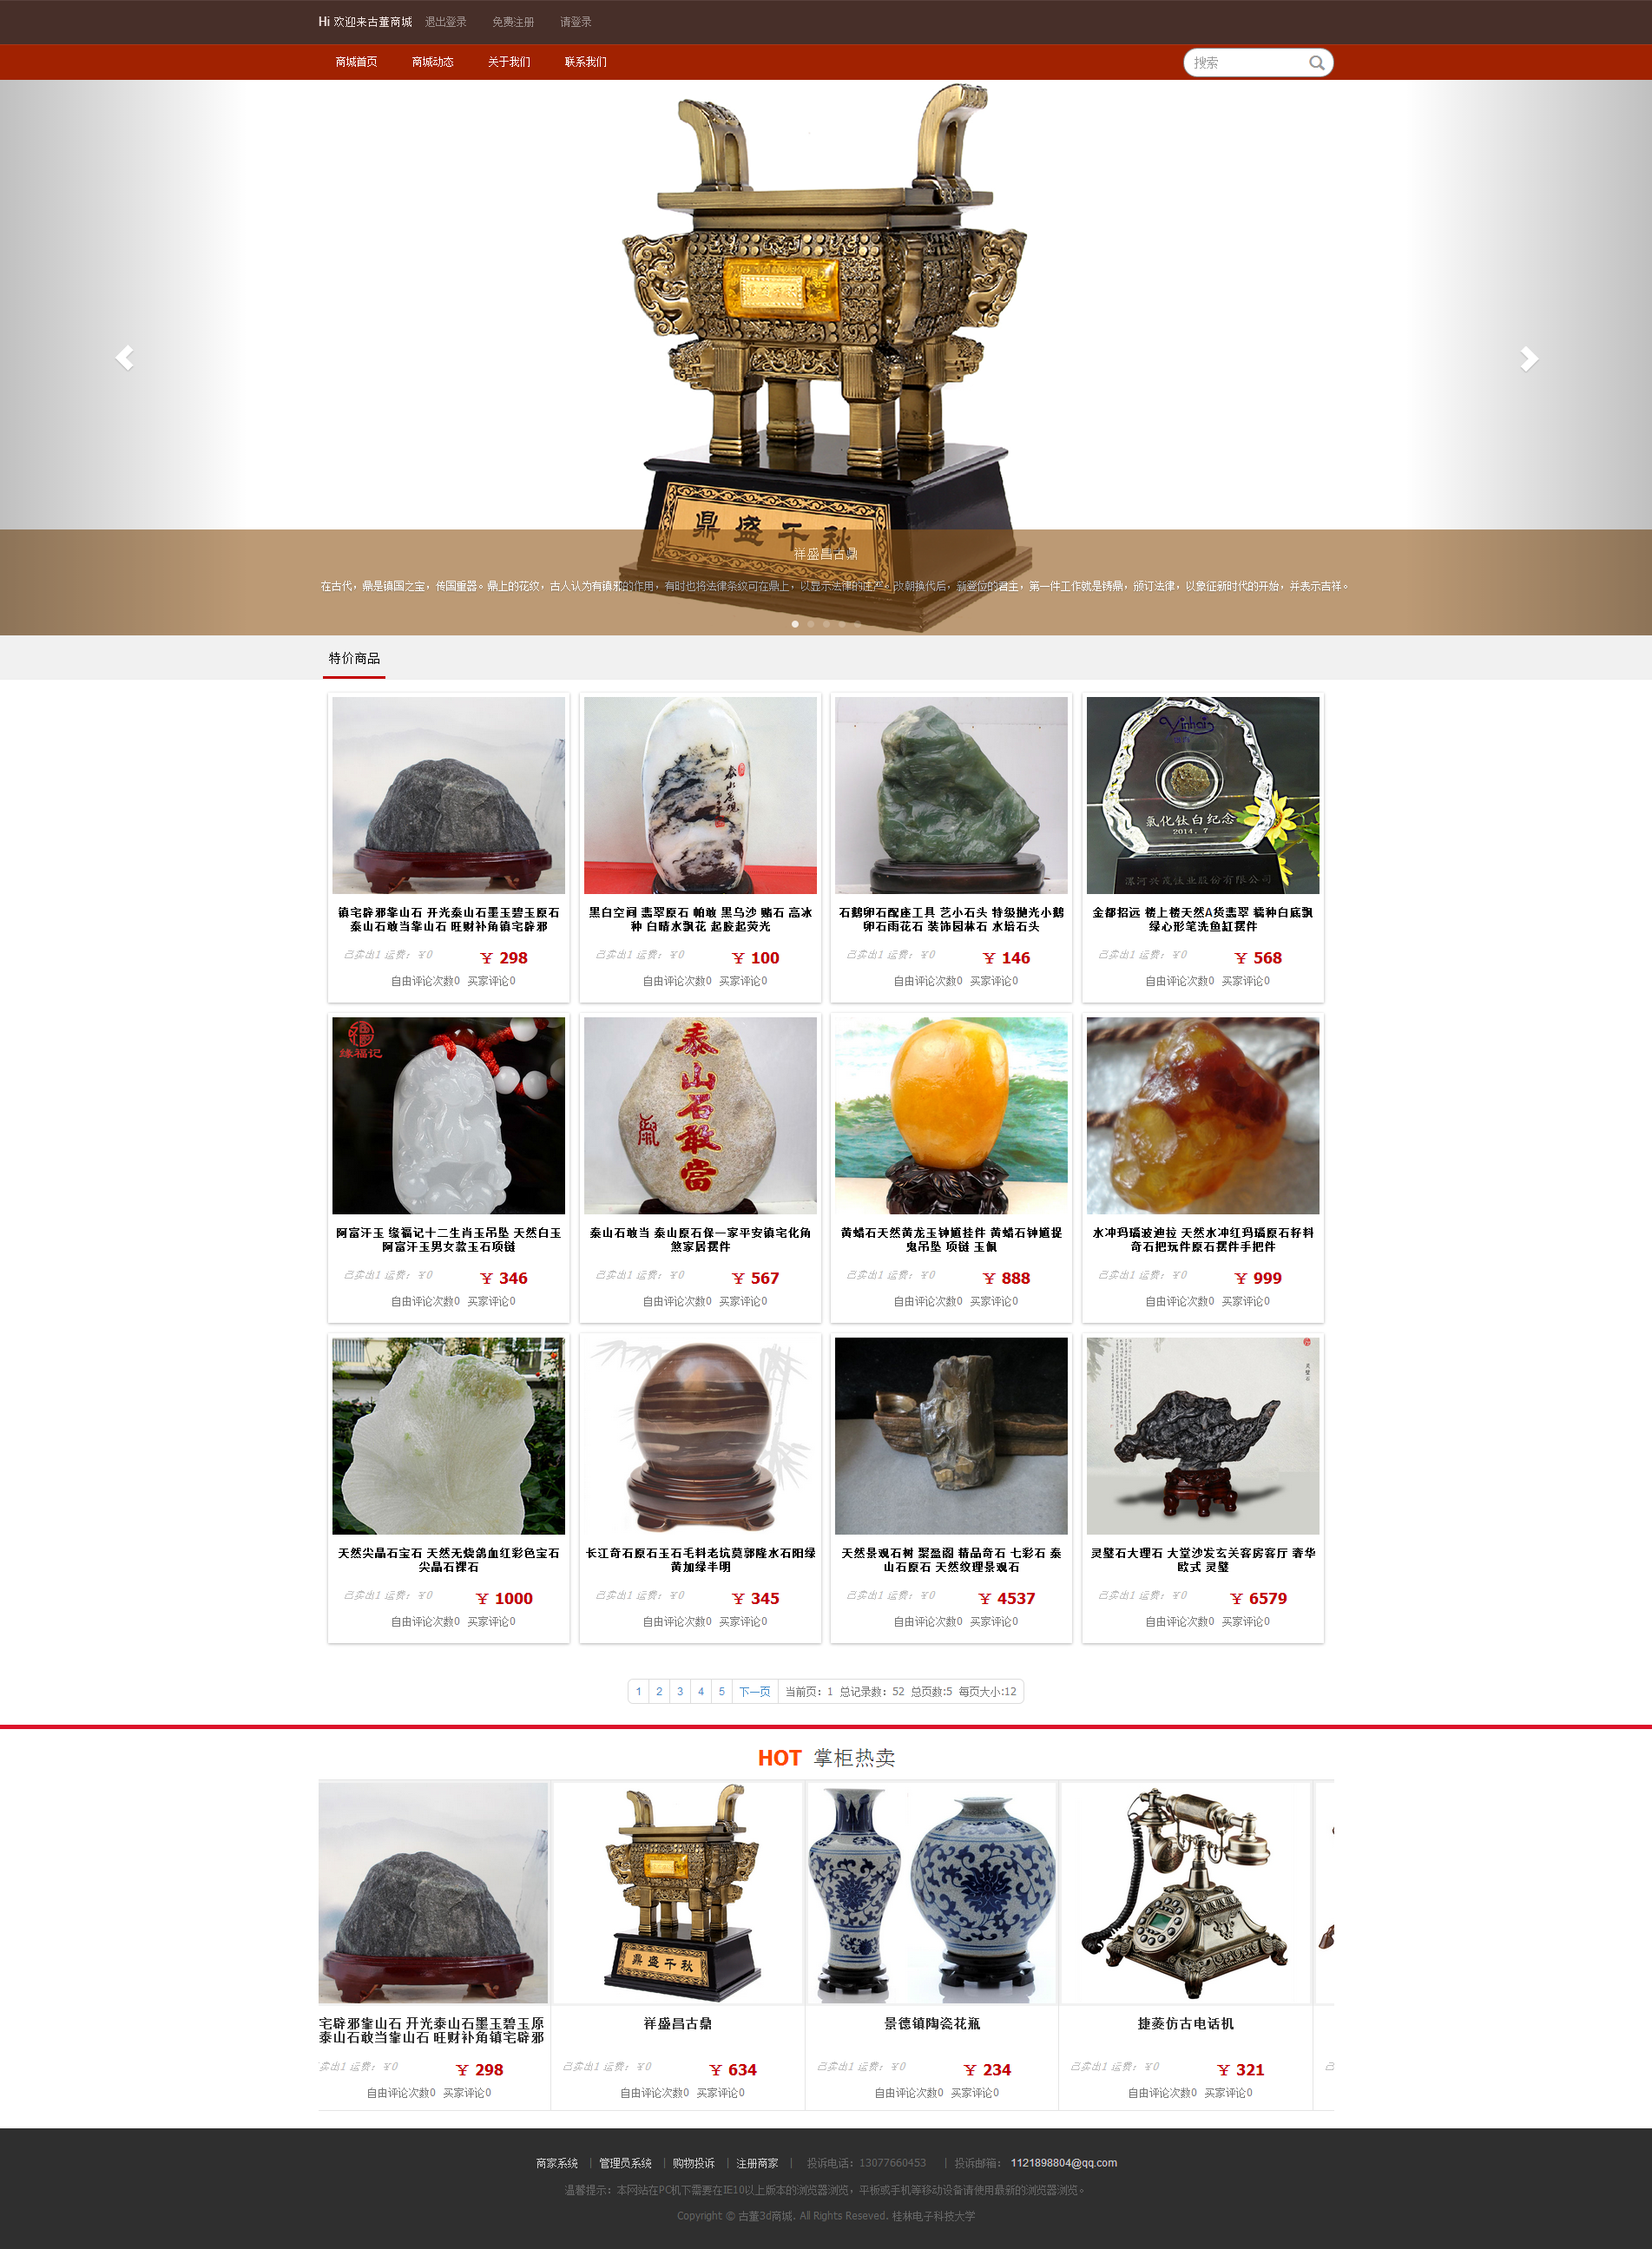 Hi 欢迎来古董商城 退出登录 免费注册 请登录
商城首页 商城动态 关于我们 联系我们 搜索
鼎盛千秋
祥盛昌古鼎
在古代，鼎是镇国之宝，传国重器。鼎上的花纹，古人认为有镇邪的作用，有时也将法律条纹可在鼎上，以显示法律的庄严。改朝换代后，新登位的君主，第一件工作就是铸鼎，颁订法律，以象征新时代的开始，并表示吉祥。
特价商品
氯化钛白纪念
2014.7
漯河兴茂钛业股份有限公司
镇宅辟邪靠山石 开光泰山石墨玉碧玉原石
泰山石敢当靠山石 旺财补角镇宅辟邪
已卖出1 运费：￥0 ￥ 298
自由评论次数0 买家评论0
黑白空间 翡翠原石 帕敢 黑乌沙 赌石 高冰
种 白晴水飘花 起胶起荧光
已卖出1 运费：￥0 ￥ 100
自由评论次数0 买家评论0
石鹅卵石配座工具 艺小石头 特级抛光小鹅
卵石雨花石 装饰园林石 水培石头
已卖出1 运费：￥0 ￥ 146
自由评论次数0 买家评论0
金都招远 楼上楼天然A货翡翠 糯种白底飘
绿心形笔洗鱼缸摆件
已卖出1 运费：￥0 ￥ 568
自由评论次数0 买家评论0
缘福记
泰山石敢當
阿富汗玉 缘福记十二生肖玉吊坠 天然白玉
阿富汗玉男女款玉石项链
已卖出1 运费：￥0 ￥ 346
自由评论次数0 买家评论0
泰山石敢当 泰山原石保一家平安镇宅化角
煞家居摆件
已卖出1 运费：￥0 ￥ 567
自由评论次数0 买家评论0
黄蜡石天然黄龙玉钟馗挂件 黄蜡石钟馗捉
鬼吊坠 项链 玉佩
已卖出1 运费：￥0 ￥ 888
自由评论次数0 买家评论0
水冲玛瑙波迪拉 天然水冲红玛瑙原石籽料
奇石把玩件原石摆件手把件
已卖出1 运费：￥0 ￥ 999
自由评论次数0 买家评论0
天然尖晶石宝石 天然无烧鸽血红彩色宝石
尖晶石裸石
已卖出1 运费：￥0 ￥ 1000
自由评论次数0 买家评论0
长江奇石原石玉石毛料老坑莫郭隆水石阳绿
黄加绿半明
已卖出1 运费：￥0 ￥ 345
自由评论次数0 买家评论0
天然景观石树 聚盈阁 精品奇石 七彩石 泰
山石原石 天然纹理景观石
已卖出1 运费：￥0 ￥ 4537
自由评论次数0 买家评论0
灵璧石大理石 大堂沙发玄关客房客厅 奢华
欧式 灵璧
已卖出1 运费：￥0 ￥ 6579
自由评论次数0 买家评论0
1 2 3 4 5 下一页 当前页：1 总记录数：52 总页数:5 每页大小:12
HOT 掌柜热卖
鼎盛千秋
宅辟邪靠山石 开光泰山石墨玉碧玉原
泰山石敢当靠山石 旺财补角镇宅辟邪
已卖出1 运费：￥0 ￥ 298
自由评论次数0 买家评论0
祥盛昌古鼎
已卖出1 运费：￥0 ￥ 634
自由评论次数0 买家评论0
景德镇陶瓷花瓶
已卖出1 运费：￥0 ￥ 234
自由评论次数0 买家评论0
捷菱仿古电话机
已卖出1 运费：￥0 ￥ 321
自由评论次数0 买家评论0
商家系统 | 管理员系统 | 购物投诉 | 注册商家 | 投诉电话：13077660453 | 投诉邮箱： 1121898804@qq.com
温馨提示：本网站在PC机下需要在IE10以上版本的浏览器浏览，平板或手机等移动设备请使用最新的浏览器浏览。
Copyright © 古董3d商城. All Rights Reseved. 桂林电子科技大学